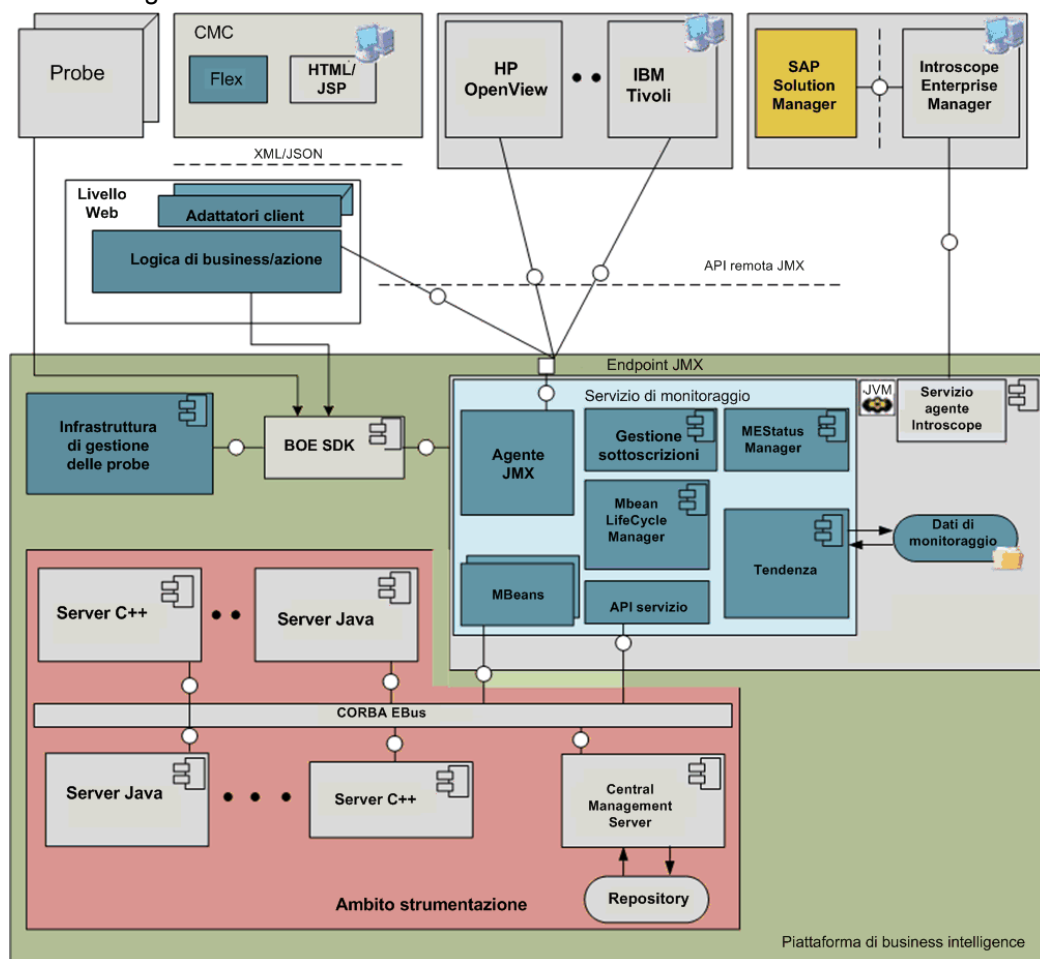 Probe
CMC
Flex
HTML/
JSP
HP
OpenView
IBM
Tivoli
SAP
Solution
Manager
Introscope
Enterprise
Manager
XML/JSON
Livello
Web
Adattatori client
Logica di business/azione
API remota JMX
Endpoint JMX
Infrastruttura
di gestione
delle probe
BOE SDK
Servizio di monitoraggio
Agente
JMX
Gestione
sottoscrizioni
MEStatus
Manager
JVM
Servizio
agente
Introscope
Mbean
LifeCycle
Manager
Tendenza
Dati di
monitoraggio
MBeans
API servizio
Server C++
Server Java
CORBA EBus
Server Java
Server C++
Central
Management
Server
Repository
Ambito strumentazione
Piattaforma di business intelligence